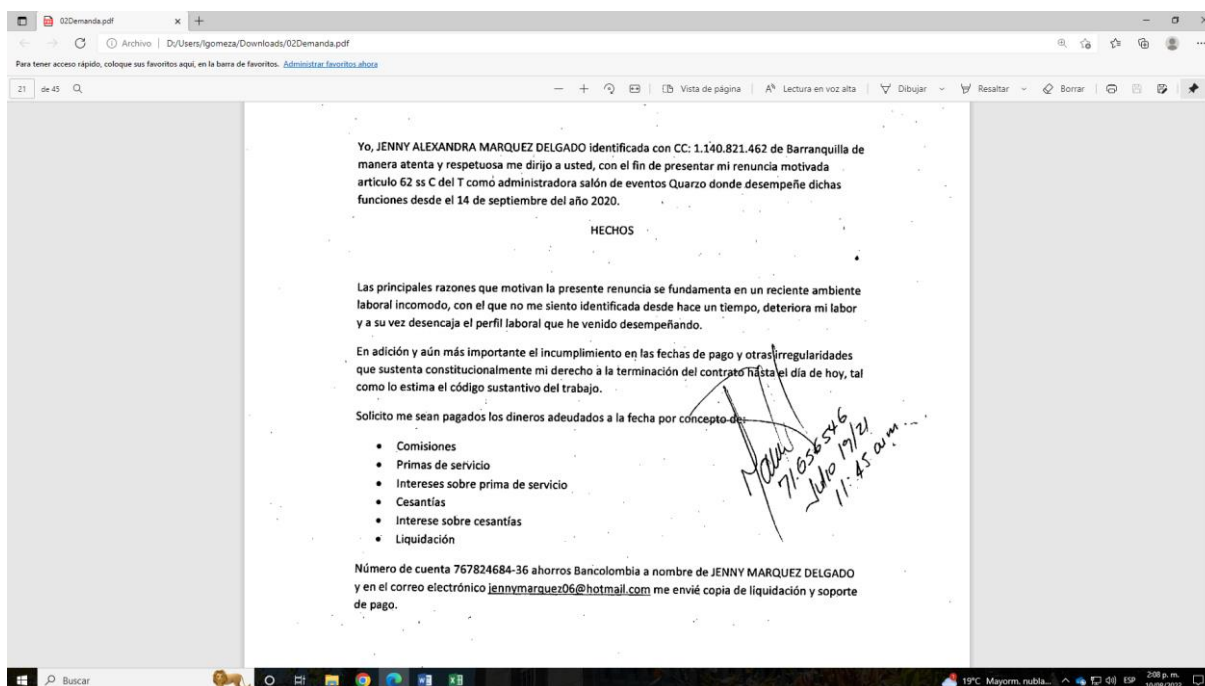 02Demanda.pdf
Archivo | D:/Users/lgomeza/Downloads/02Demanda.pdf
Para tener acceso rápido, coloque sus favoritos aquí, en la barra de favoritos. Administrar favoritos ahora
21 de 45 Vista de página Lectura en voz alta Dibujar Resaltar Borrar
Yo, JENNY ALEXANDRA MARQUEZ DELGADO identificada con CC: 1.140.821.462 de Barranquilla de
manera atenta y respetuosa me dirijo a usted, con el fin de presentar mi renuncia motivada
articulo 62 ss C del T como administradora salón de eventos Quarzo donde desempeñe dichas
funciones desde el 14 de septiembre del año 2020.
HECHOS
Las principales razones que motivan la presente renuncia se fundamenta en un reciente ambiente
laboral incomodo, con el que no me siento identificada desde hace un tiempo, deteriora mi labor
y a su vez desencaja el perfil laboral que he venido desempeñando.
En adición y aún más importante el incumplimiento en las fechas de pago y otras irregularidades
que sustenta constitucionalmente mi derecho a la terminación del contrato hasta el día de hoy, tal
como lo estima el código sustantivo del trabajo.
Solicito me sean pagados los dineros adeudados a la fecha por concepto de:
• Comisiones
• Primas de servicio
• Intereses sobre prima de servicio
• Cesantías
• Interese sobre cesantías
• Liquidación
71.656546
Julio 19/21
11:45 a.m...
Número de cuenta 767824684-36 ahorros Bancolombia a nombre de JENNY MARQUEZ DELGADO
y en el correo electrónico jennymarquez06@hotmail.com me envié copia de liquidación y soporte
de pago.
Buscar
19°C Mayorm. nubla... ESP 2:08 p. m.
10/08/2022